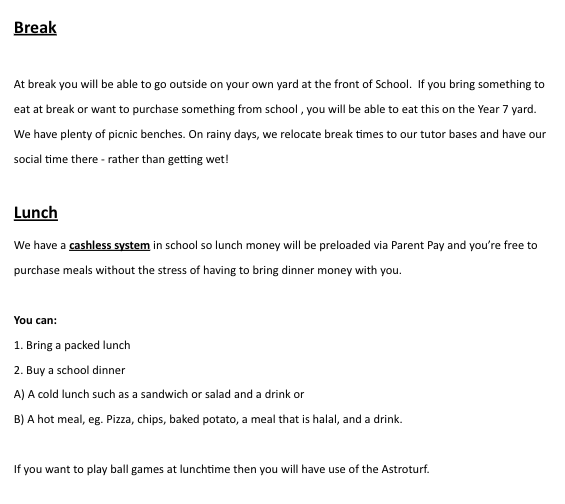 Break
At break you will be able to go outside on your own yard at the front of School.  If you bring something to
eat at break or want to purchase something from school , you will be able to eat this on the Year 7 yard.
We have plenty of picnic benches. On rainy days, we relocate break times to our tutor bases and have our
social time there - rather than getting wet!
Lunch
We have a cashless system in school so lunch money will be preloaded via Parent Pay and you’re free to
purchase meals without the stress of having to bring dinner money with you.
You can:
1. Bring a packed lunch
2. Buy a school dinner
A) A cold lunch such as a sandwich or salad and a drink or
B) A hot meal, eg. Pizza, chips, baked potato, a meal that is halal, and a drink.
If you want to play ball games at lunchtime then you will have use of the Astroturf.